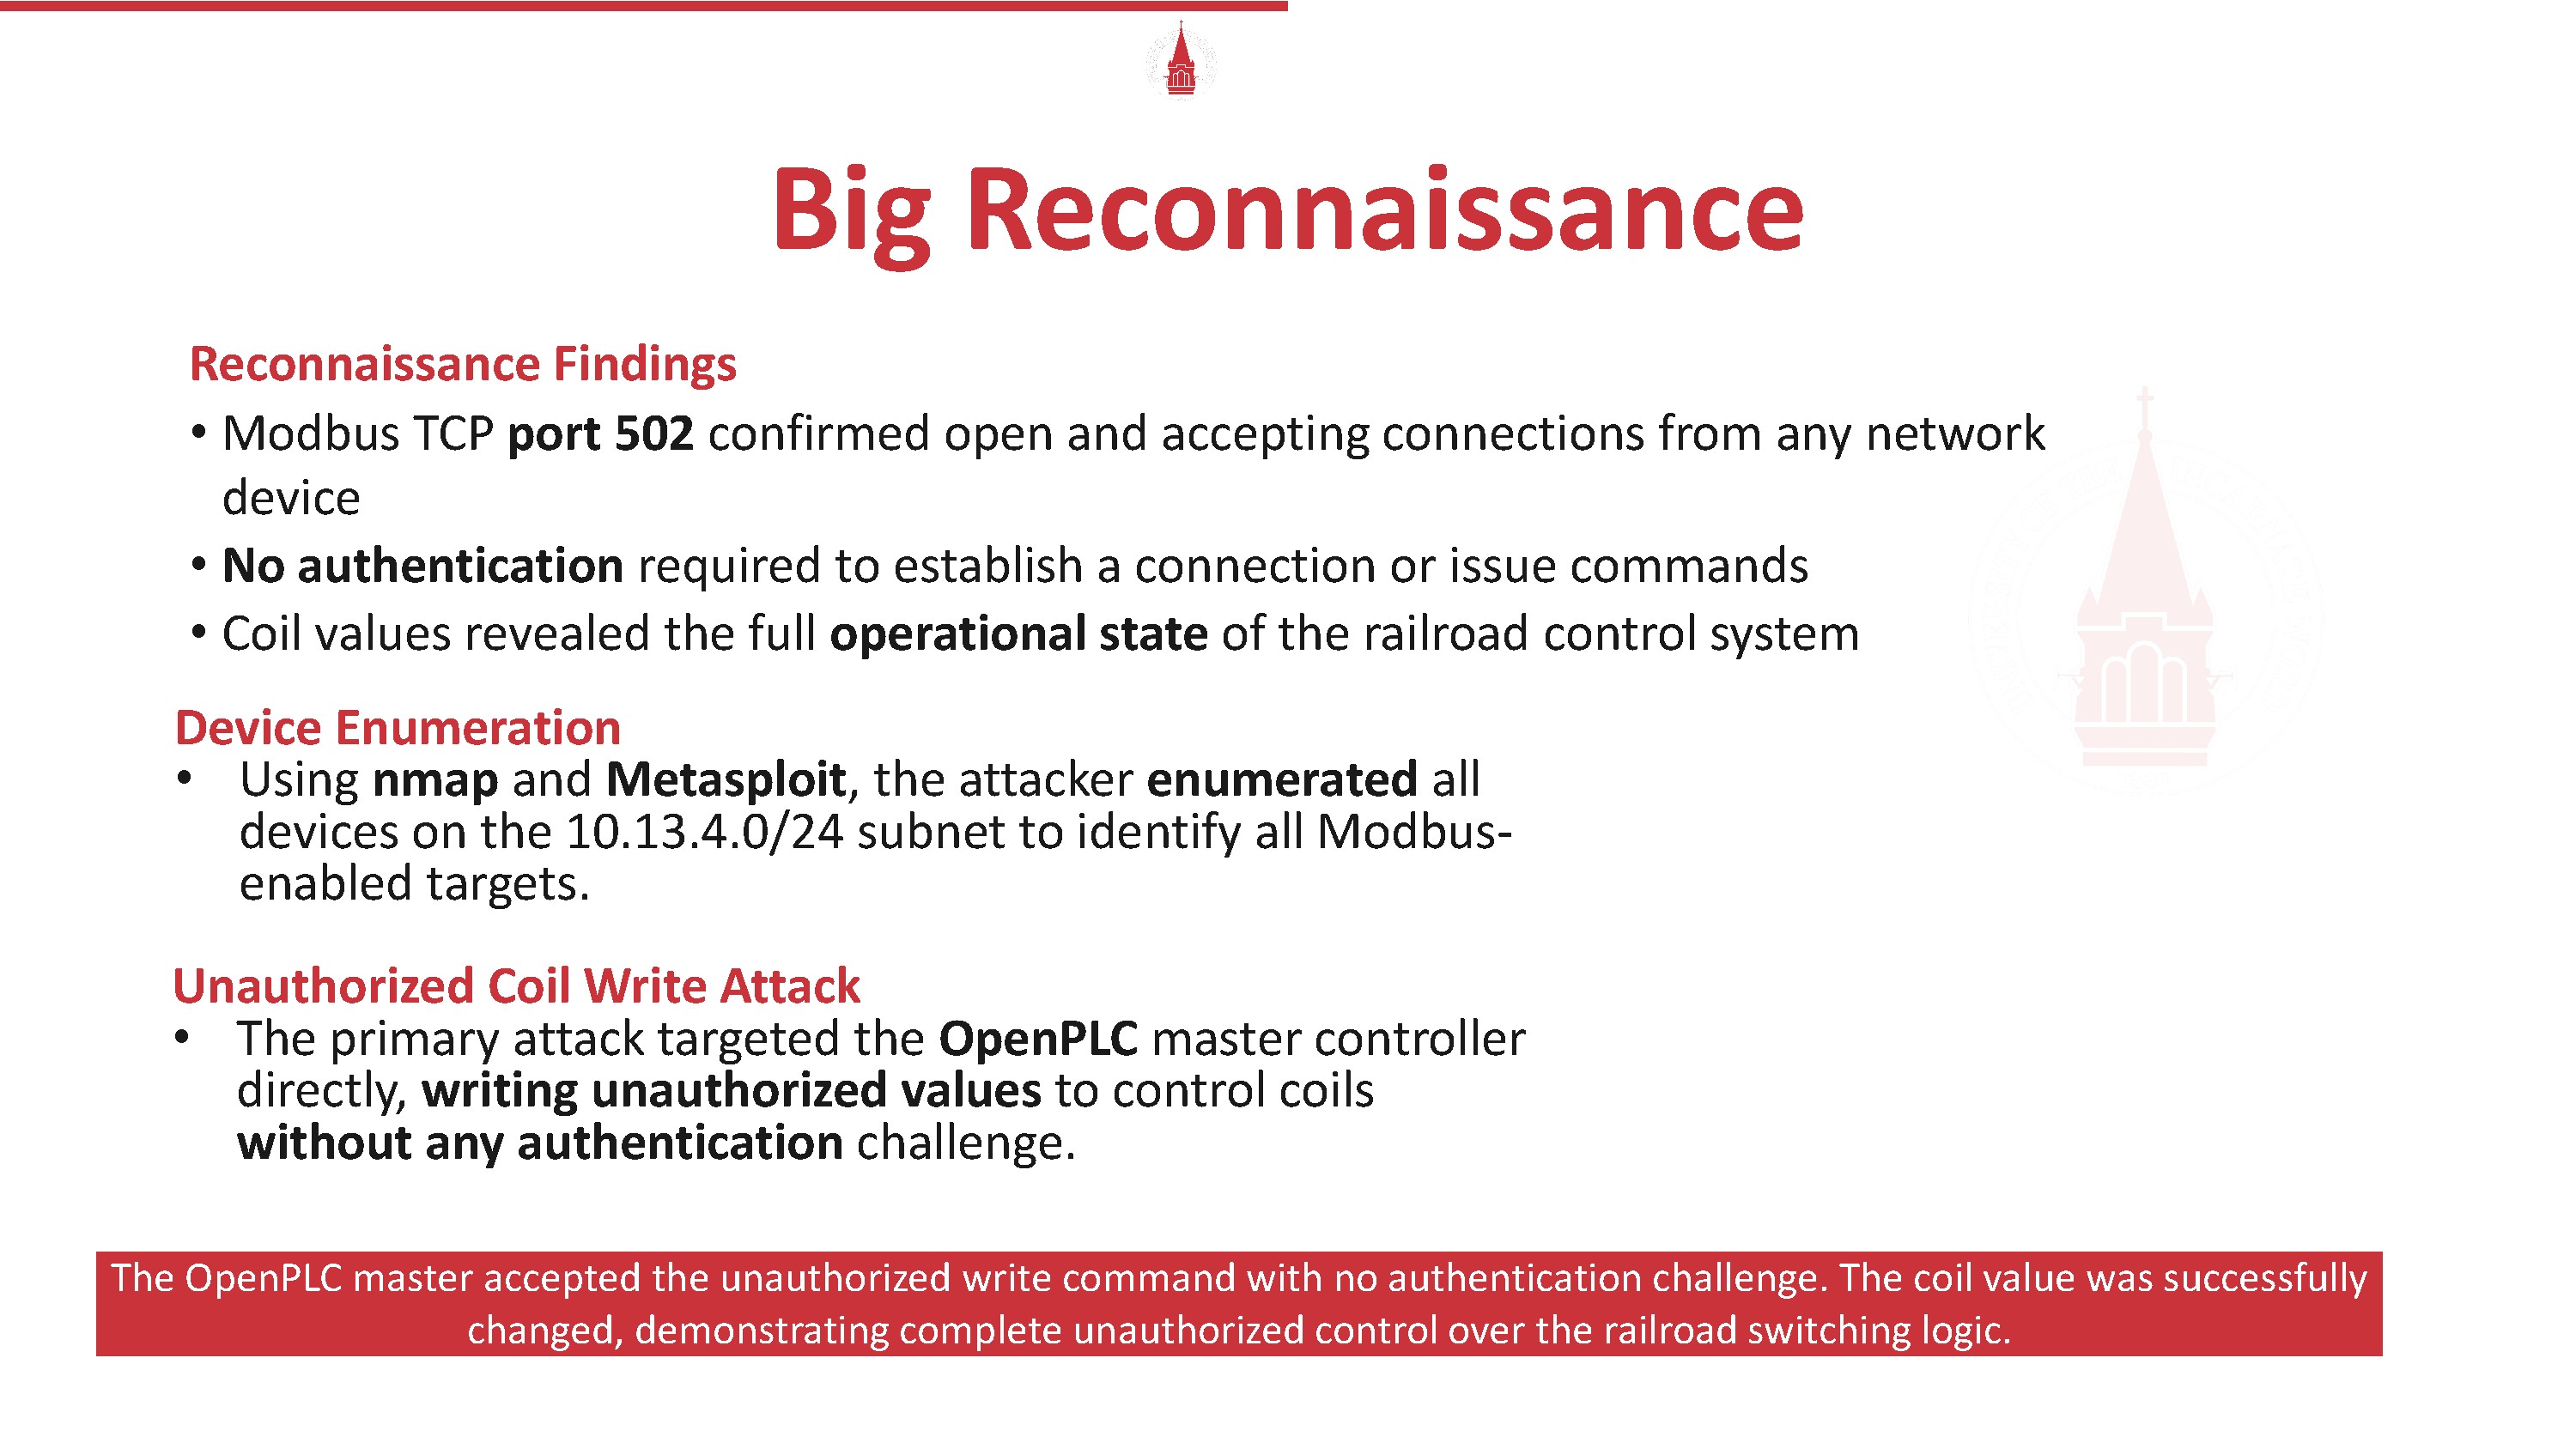 Big Reconnaissance
Reconnaissance Findings
• Modbus TCP port 502 confirmed open and accepting connections from any network
device
• No authentication required to establish a connection or issue commands
• Coil values revealed the full operational state of the railroad control system
Device Enumeration
• Using nmap and Metasploit, the attacker enumerated all
devices on the 10.13.4.0/24 subnet to identify all Modbus-
enabled targets.
Unauthorized Coil Write Attack
• The primary attack targeted the OpenPLC master controller
directly, writing unauthorized values to control coils
without any authentication challenge.
The OpenPLC master accepted the unauthorized write command with no authentication challenge. The coil value was successfully
changed, demonstrating complete unauthorized control over the railroad switching logic.